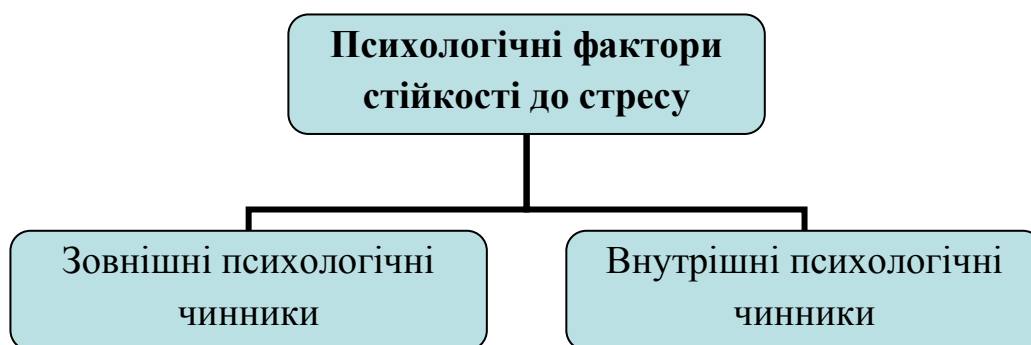 Психологічні фактори
стійкості до стресу
Зовнішні психологічні
чинники
Внутрішні психологічні
чинники